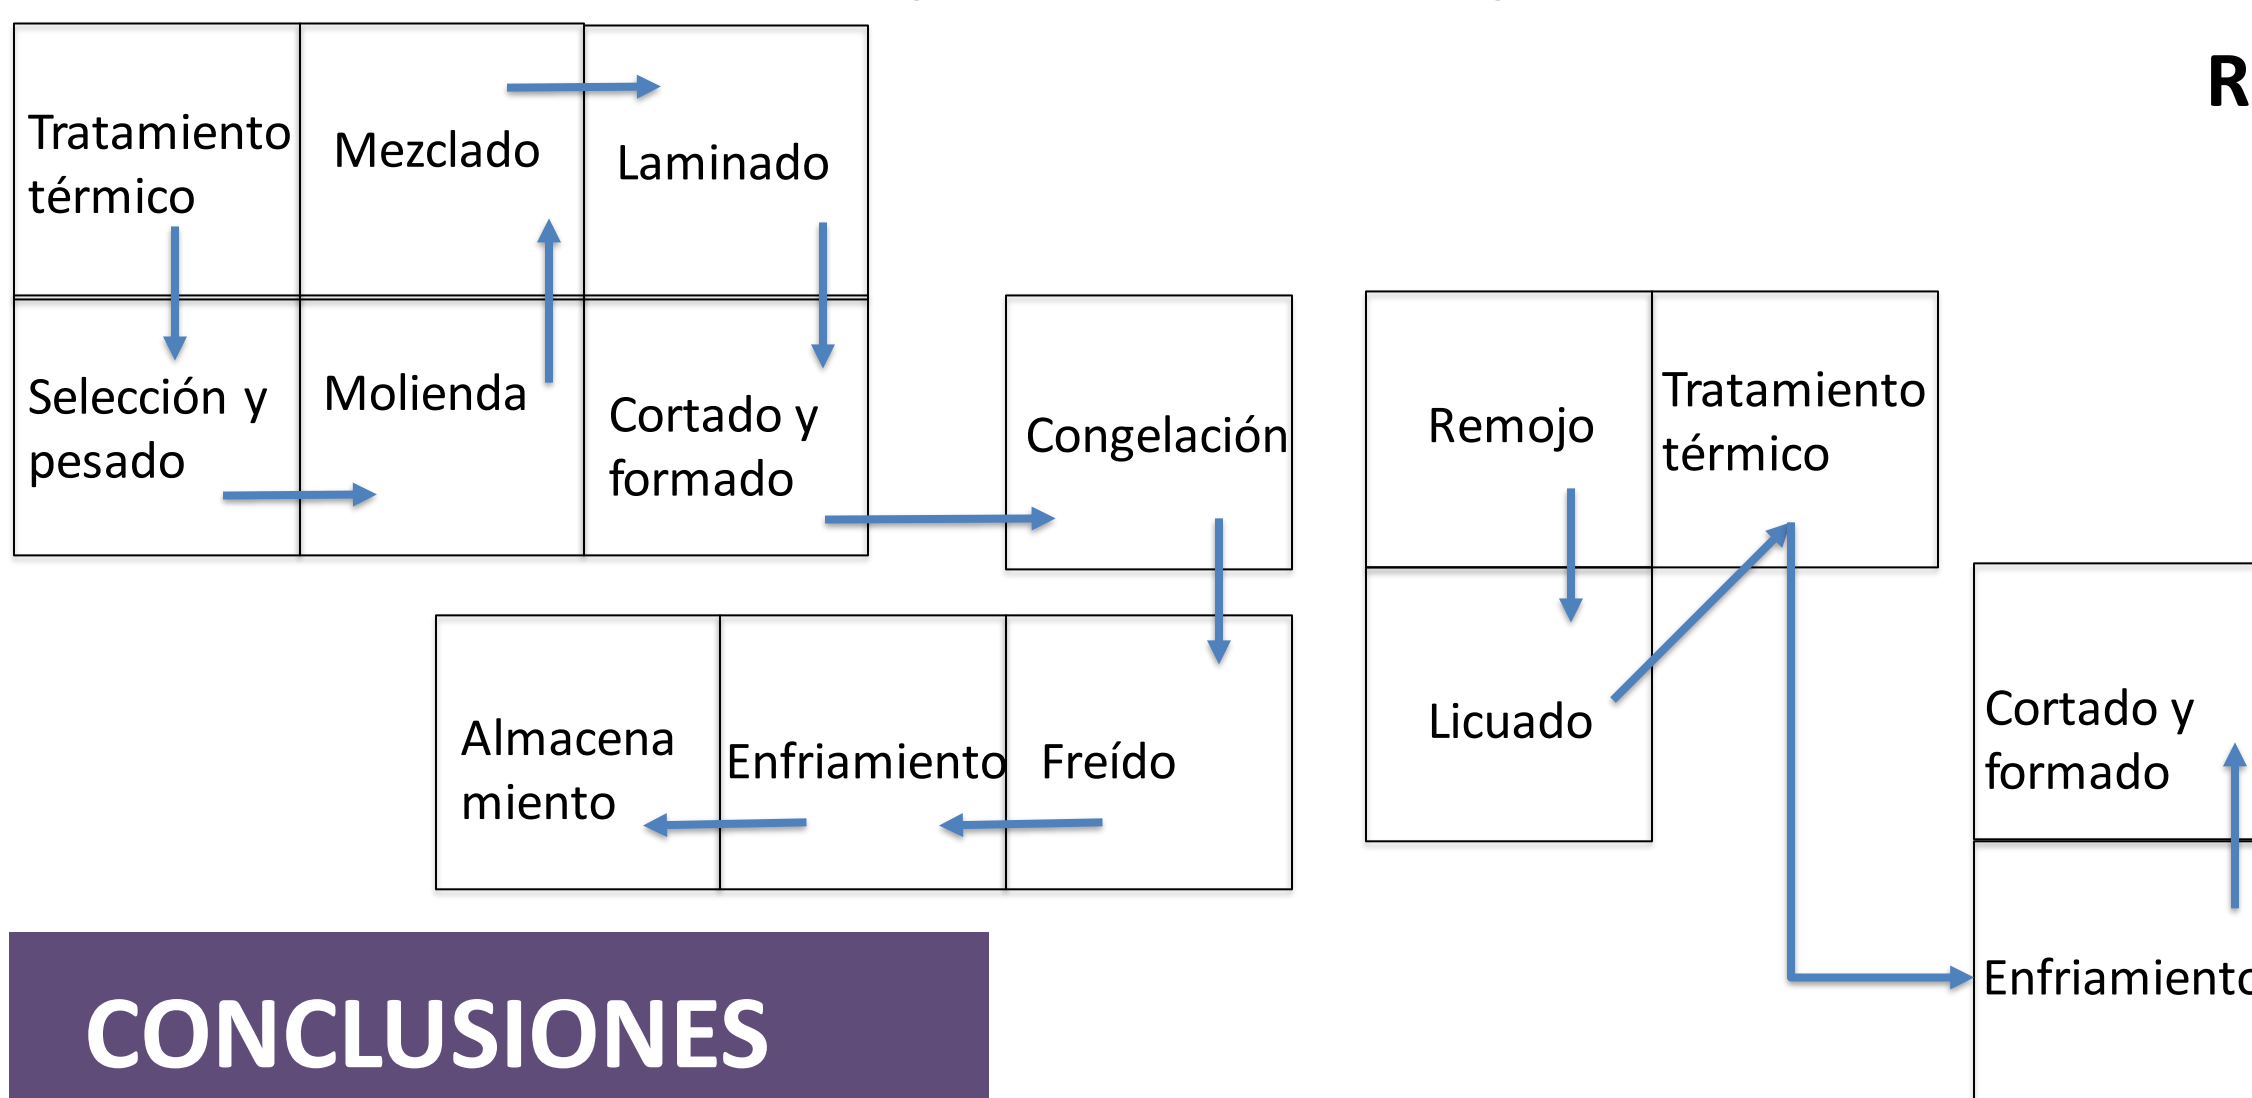 Tratamiento
térmico
Mezclado
Laminado
Selección y
pesado
Molienda
Cortado y
formado
Congelación
Almacena
miento
Enfriamiento
Freído
R
Remojo
Tratamiento
térmico
Licuado
Cortado y
formado
Enfriamiento
CONCLUSIONES